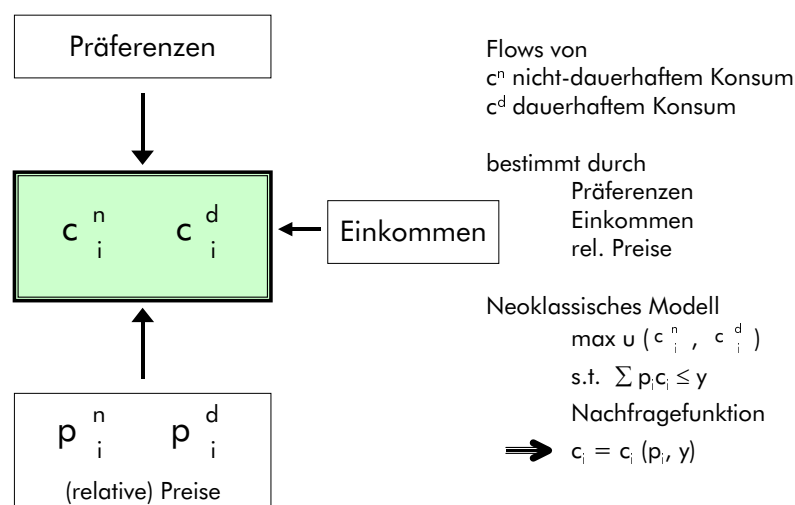 Präferenzen
c n i c d i
Einkommen
p n i p d i
(relative) Preise
Flows von
cⁿ nicht-dauerhaftem Konsum
cᵈ dauerhaftem Konsum
bestimmt durch
Präferenzen
Einkommen
rel. Preise
Neoklassisches Modell
max u ( c n i , c d i )
s.t. ∑ pᵢcᵢ ≤ y
Nachfragefunktion
⇒ cᵢ = cᵢ (pᵢ, y)